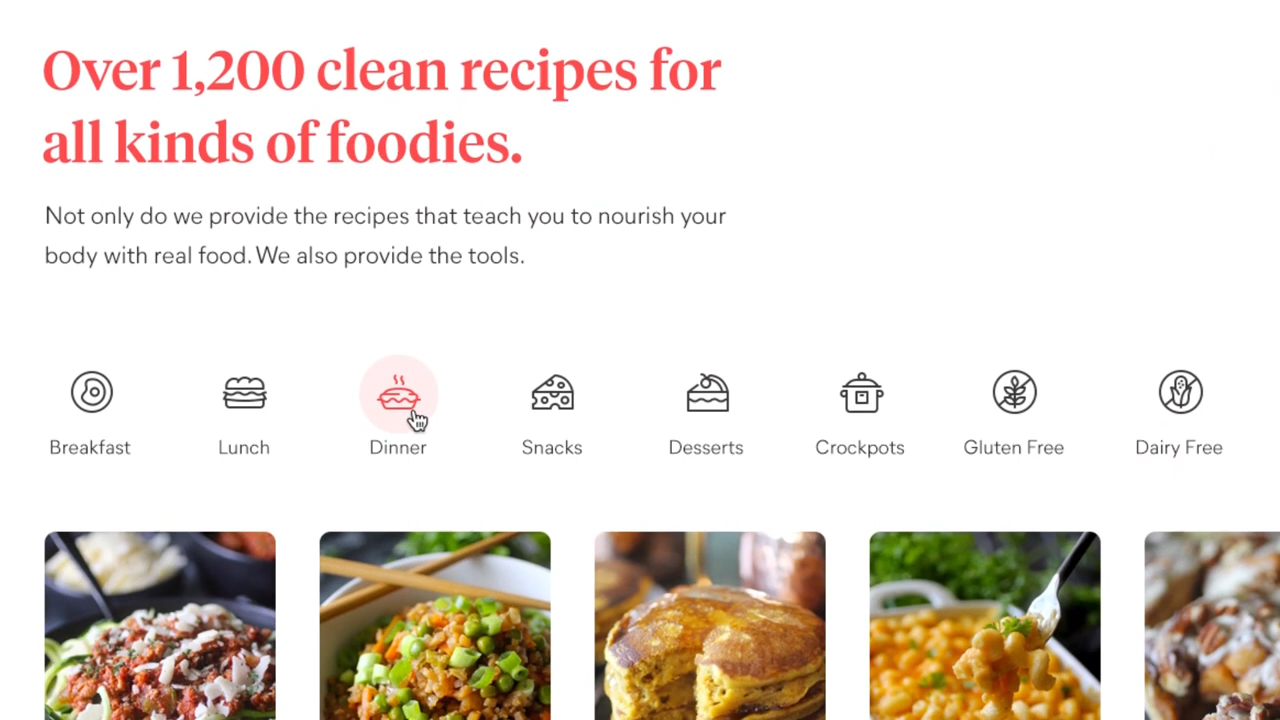 Over 1,200 clean recipes for
all kinds of foodies.
Not only do we provide the recipes that teach you to nourish your
body with real food. We also provide the tools.
Breakfast
Lunch
Dinner
Snacks
Desserts
Crockpots
Gluten Free
Dairy Free